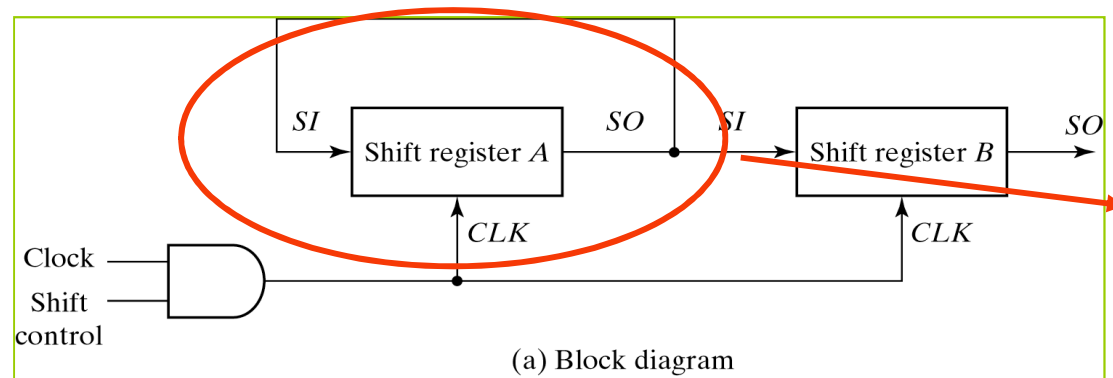 SI
Shift register A
SO
SI
Shift register B
SO
CLK
CLK
Clock
Shift
control
(a) Block diagram